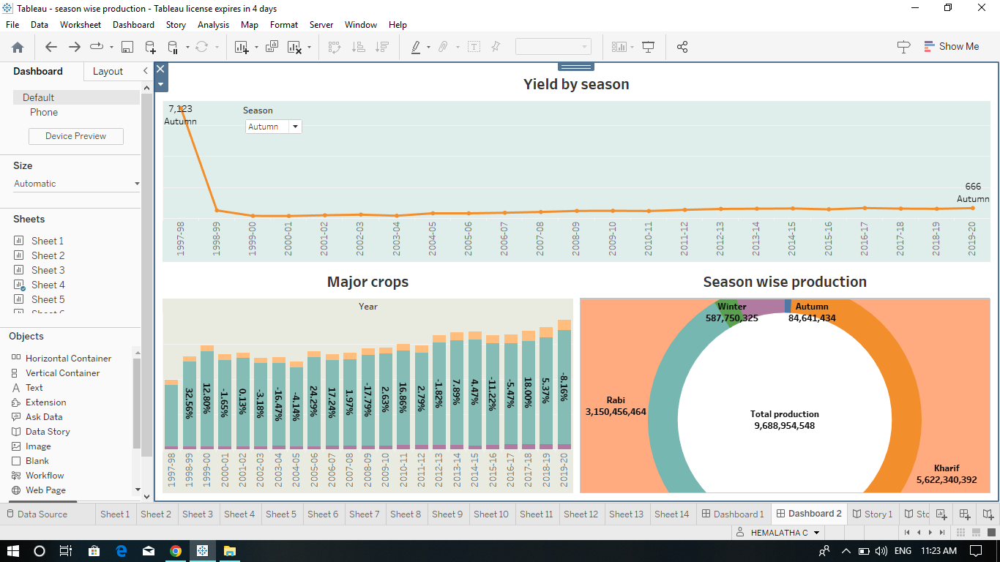 Tableau - season wise production - Tableau license expires in 4 days
File Data Worksheet Dashboard Story Analysis Map Format Server Window Help
Show Me
Dashboard Layout
Default
Phone
Device Preview
Size
Automatic
Sheets
Sheet 1
Sheet 2
Sheet 3
Sheet 4
Sheet 5
Objects
Horizontal Container
Vertical Container
Text
Extension
Ask Data
Data Story
Image
Blank
Workflow
Web Page
Yield by season
7,123
Autumn
Season
Autumn
666
Autumn
1997-98 1998-99 1999-00 2000-01 2001-02 2002-03 2003-04 2004-05 2005-06 2006-07 2007-08 2008-09 2009-10 2010-11 2011-12 2012-13 2013-14 2014-15 2015-16 2016-17 2017-18 2018-19 2019-20
Major crops
Year
32.56% 12.80% -1.65% 0.13% -3.18% -16.47% -4.14% 24.29% 17.24% 1.97% -17.79% 2.63% 16.86% 2.79% -1.82% 7.89% 4.47% -11.22% -5.47% 18.00% 5.37% -8.16%
1997-98 1998-99 1999-00 2000-01 2001-02 2002-03 2003-04 2004-05 2005-06 2006-07 2007-08 2008-09 2009-10 2010-11 2011-12 2012-13 2013-14 2014-15 2015-16 2016-17 2017-18 2018-19 2019-20
Season wise production
Winter
587,750,325
Autumn
84,641,434
Rabi
3,150,456,464
Total production
9,688,954,548
Kharif
5,622,340,392
Data Source Sheet 1 Sheet 2 Sheet 3 Sheet 4 Sheet 5 Sheet 6 Sheet 7 Sheet 8 Sheet 9 Sheet 10 Sheet 11 Sheet 12 Sheet 13 Sheet 14 Dashboard 1 Dashboard 2 Story 1
HEMALATHA C
ENG 11:23 AM